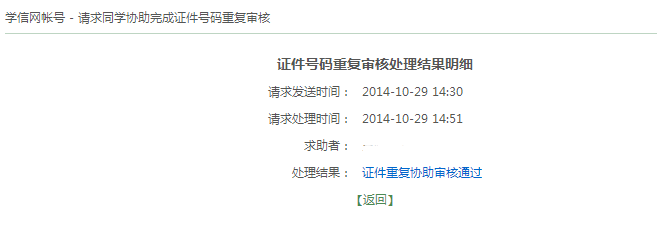 学信网帐号 - 请求同学协助完成证件号码重复审核
证件号码重复审核处理结果明细
请求发送时间： 2014-10-29 14:30
请求处理时间： 2014-10-29 14:51
求助者：
处理结果： 证件重复协助审核通过
【返回】